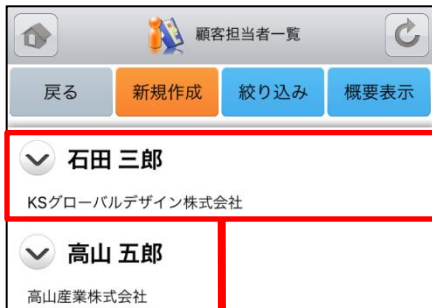 顧客担当者一覧
戻る 新規作成 絞り込み 概要表示
石田 三郎
KSグローバルデザイン株式会社
高山 五郎
高山産業株式会社